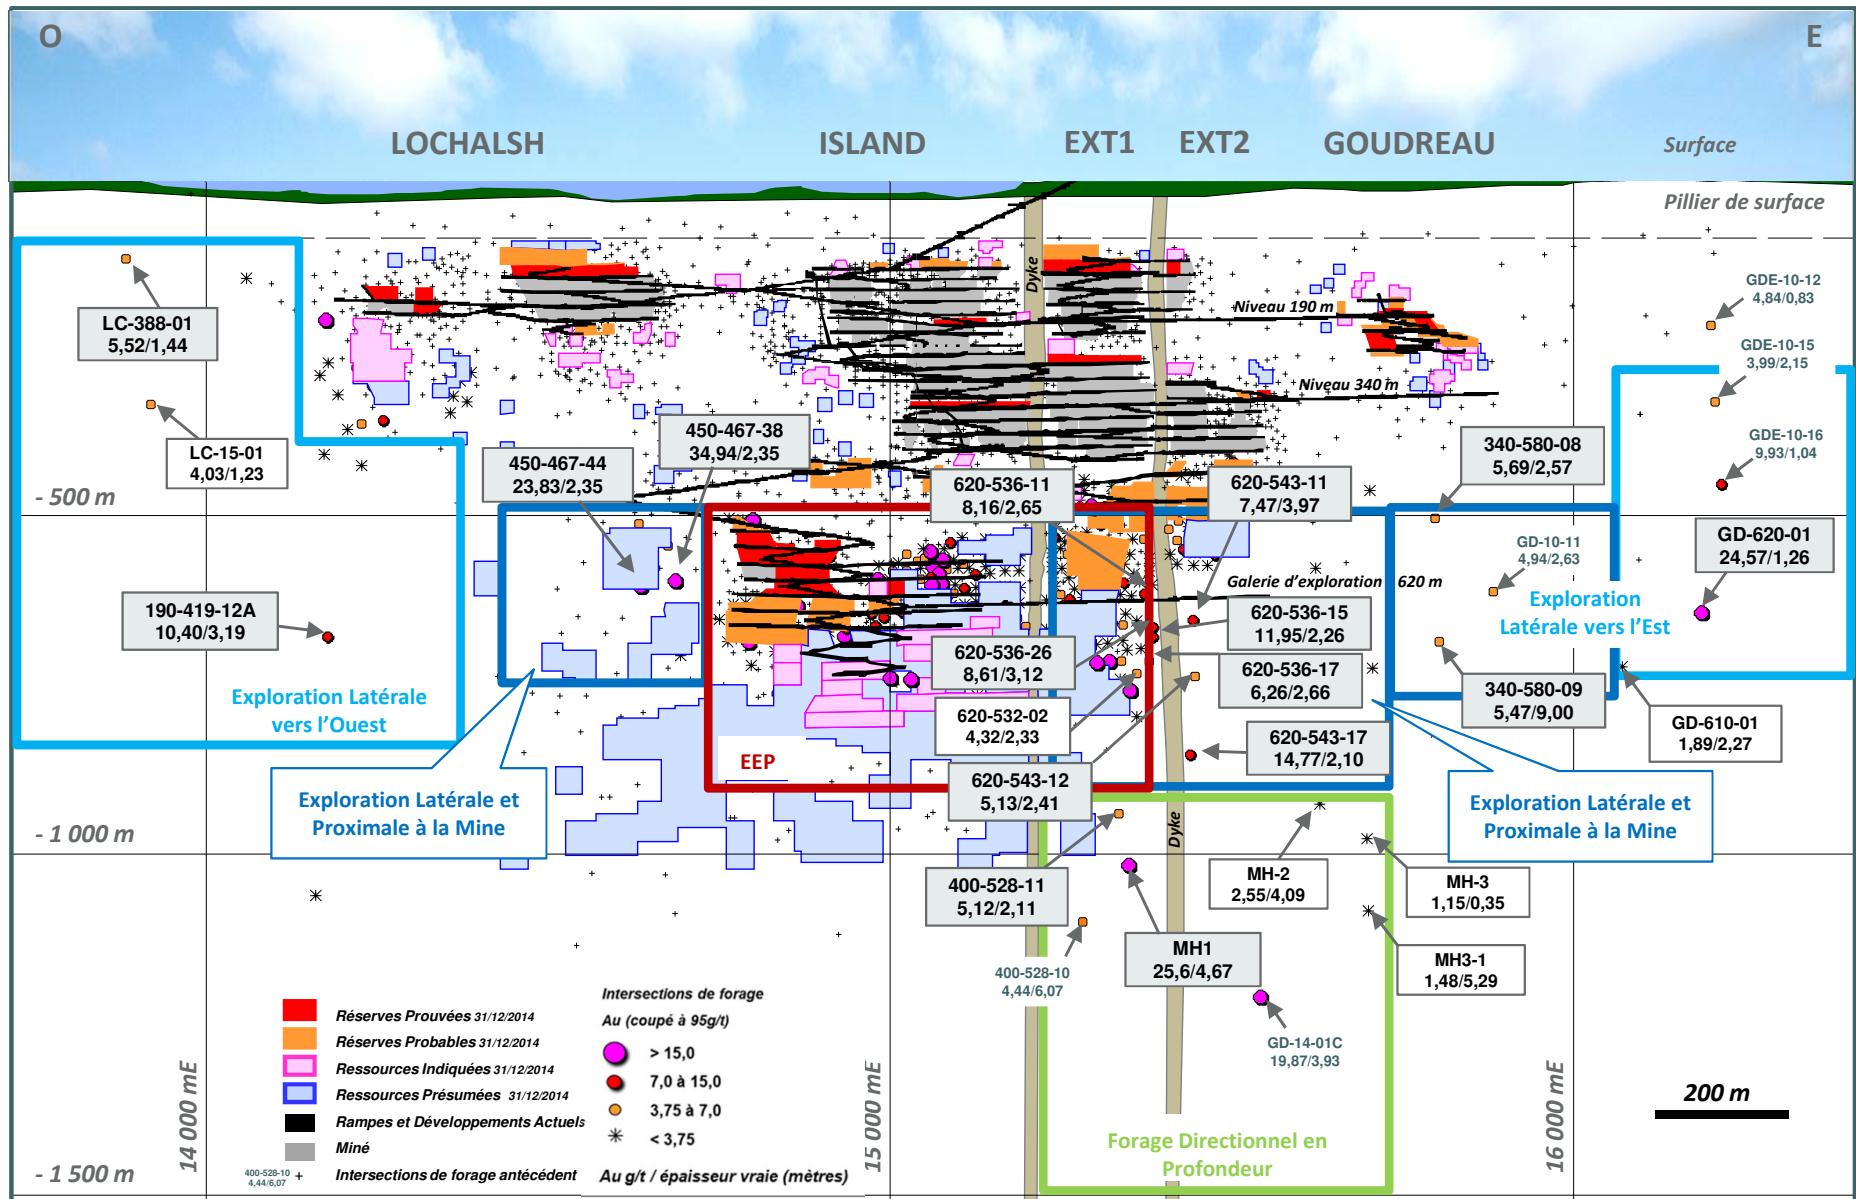 O
E
LOCHALSH
ISLAND
EXT1
EXT2
GOUDREAU
Surface
Pillier de surface
Dyke
Niveau 190 m
Niveau 340 m
GDE-10-12
4,84/0,83
GDE-10-15
3,99/2,15
GDE-10-16
9,93/1,04
LC-388-01
5,52/1,44
LC-15-01
4,03/1,23
450-467-38
34,94/2,35
450-467-44
23,83/2,35
620-536-11
8,16/2,65
620-543-11
7,47/3,97
340-580-08
5,69/2,57
- 500 m
GD-10-11
4,94/2,63
GD-620-01
24,57/1,26
Galerie d'exploration 620 m
Exploration
Latérale vers l'Est
190-419-12A
10,40/3,19
620-536-15
11,95/2,26
620-536-26
8,61/3,12
620-536-17
6,26/2,66
340-580-09
5,47/9,00
GD-610-01
1,89/2,27
Exploration Latérale
vers l'Ouest
620-532-02
4,32/2,33
620-543-17
14,77/2,10
EEP
620-543-12
5,13/2,41
Exploration Latérale et
Proximale à la Mine
Exploration Latérale et
Proximale à la Mine
- 1 000 m
Dyke
400-528-11
5,12/2,11
MH-2
2,55/4,09
MH-3
1,15/0,35
MH1
25,6/4,67
MH3-1
1,48/5,29
400-528-10
4,44/6,07
GD-14-01C
19,87/3,93
Réserves Prouvées 31/12/2014
Réserves Probables 31/12/2014
Ressources Indiquées 31/12/2014
Ressources Présumées 31/12/2014
Rampes et Développements Actuels
Miné
400-528-10
4,44/6,07
+ Intersections de forage antécédent
Intersections de forage
Au (coupé à 95g/t)
> 15,0
7,0 à 15,0
3,75 à 7,0
< 3,75
Au g/t / épaisseur vraie (mètres)
14 000 mE
15 000 mE
16 000 mE
200 m
Forage Directionnel en
Profondeur
- 1 500 m